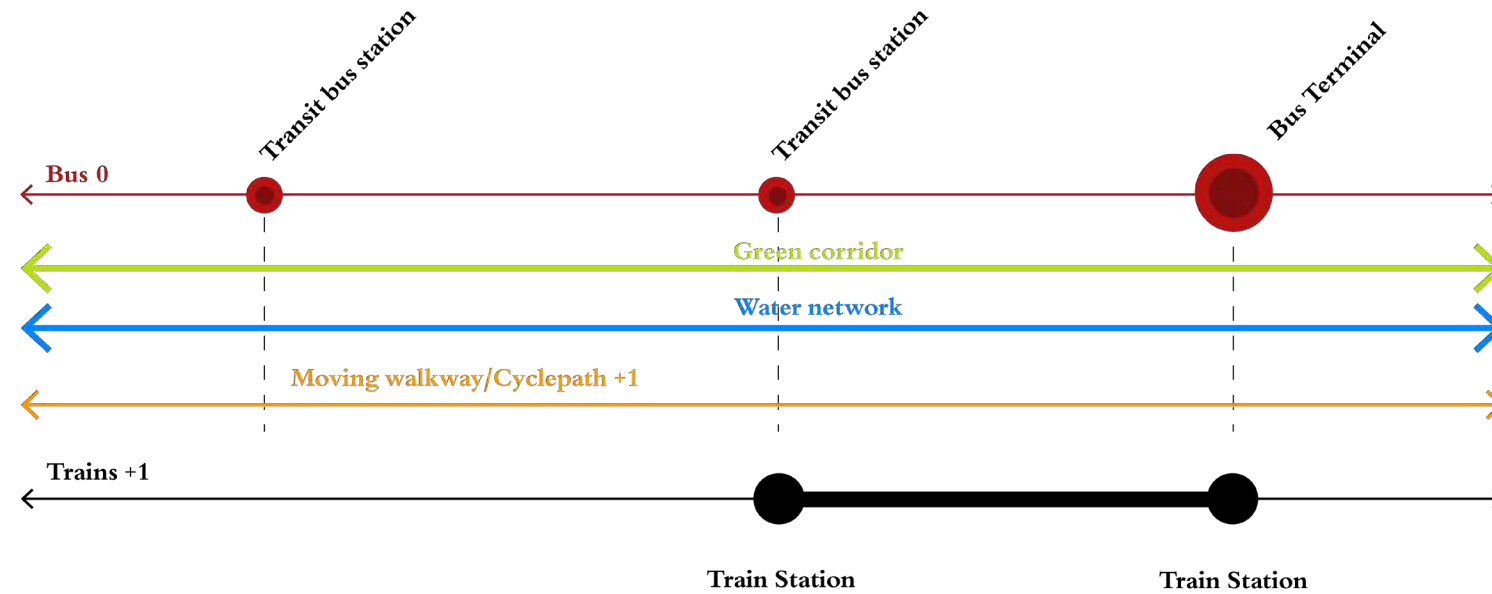 Transit bus station
Transit bus station
Bus Terminal
Bus 0
Green corridor
Water network
Moving walkway/Cyclepath +1
Trains +1
Train Station
Train Station